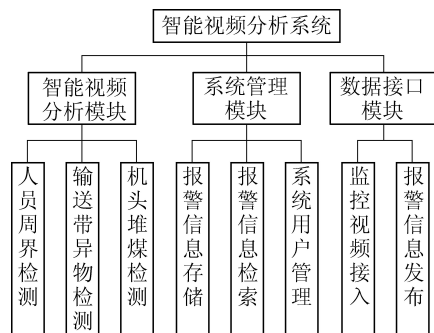 智能视频分析系统
智能视频
分析模块
系统管理
模块
数据接口
模块
人员周界检测
输送带异物检测
机头堆煤检测
报警信息存储
报警信息检索
系统用户管理
监控视频接入
报警信息发布